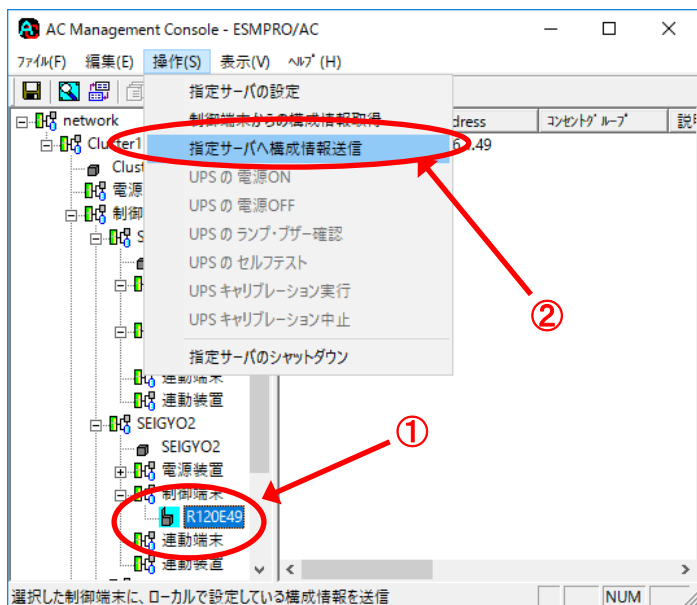 AC Management Console - ESMPRO/AC
ファイル(F) 編集(E) 操作(S) 表示(V) ヘルプ(H)
指定サーバの設定
制御端末からの構成情報取得
指定サーバへ構成情報送信
UPS の 電源ON
UPS の 電源OFF
UPS の ランプ・ブザー確認
UPS の セルフテスト
UPS キャリブレーション実行
UPS キャリブレーション中止
指定サーバのシャットダウン
dress コンセントグループ 説明
.49
network
Cluster1
Clust
電源
制御
S
連動端末
連動装置
SEIGYO2
SEIGYO2
電源装置
制御端末
R120E49
連動端末
連動装置
①
②
選択した制御端末に、ローカルで設定している構成情報を送信
NUM